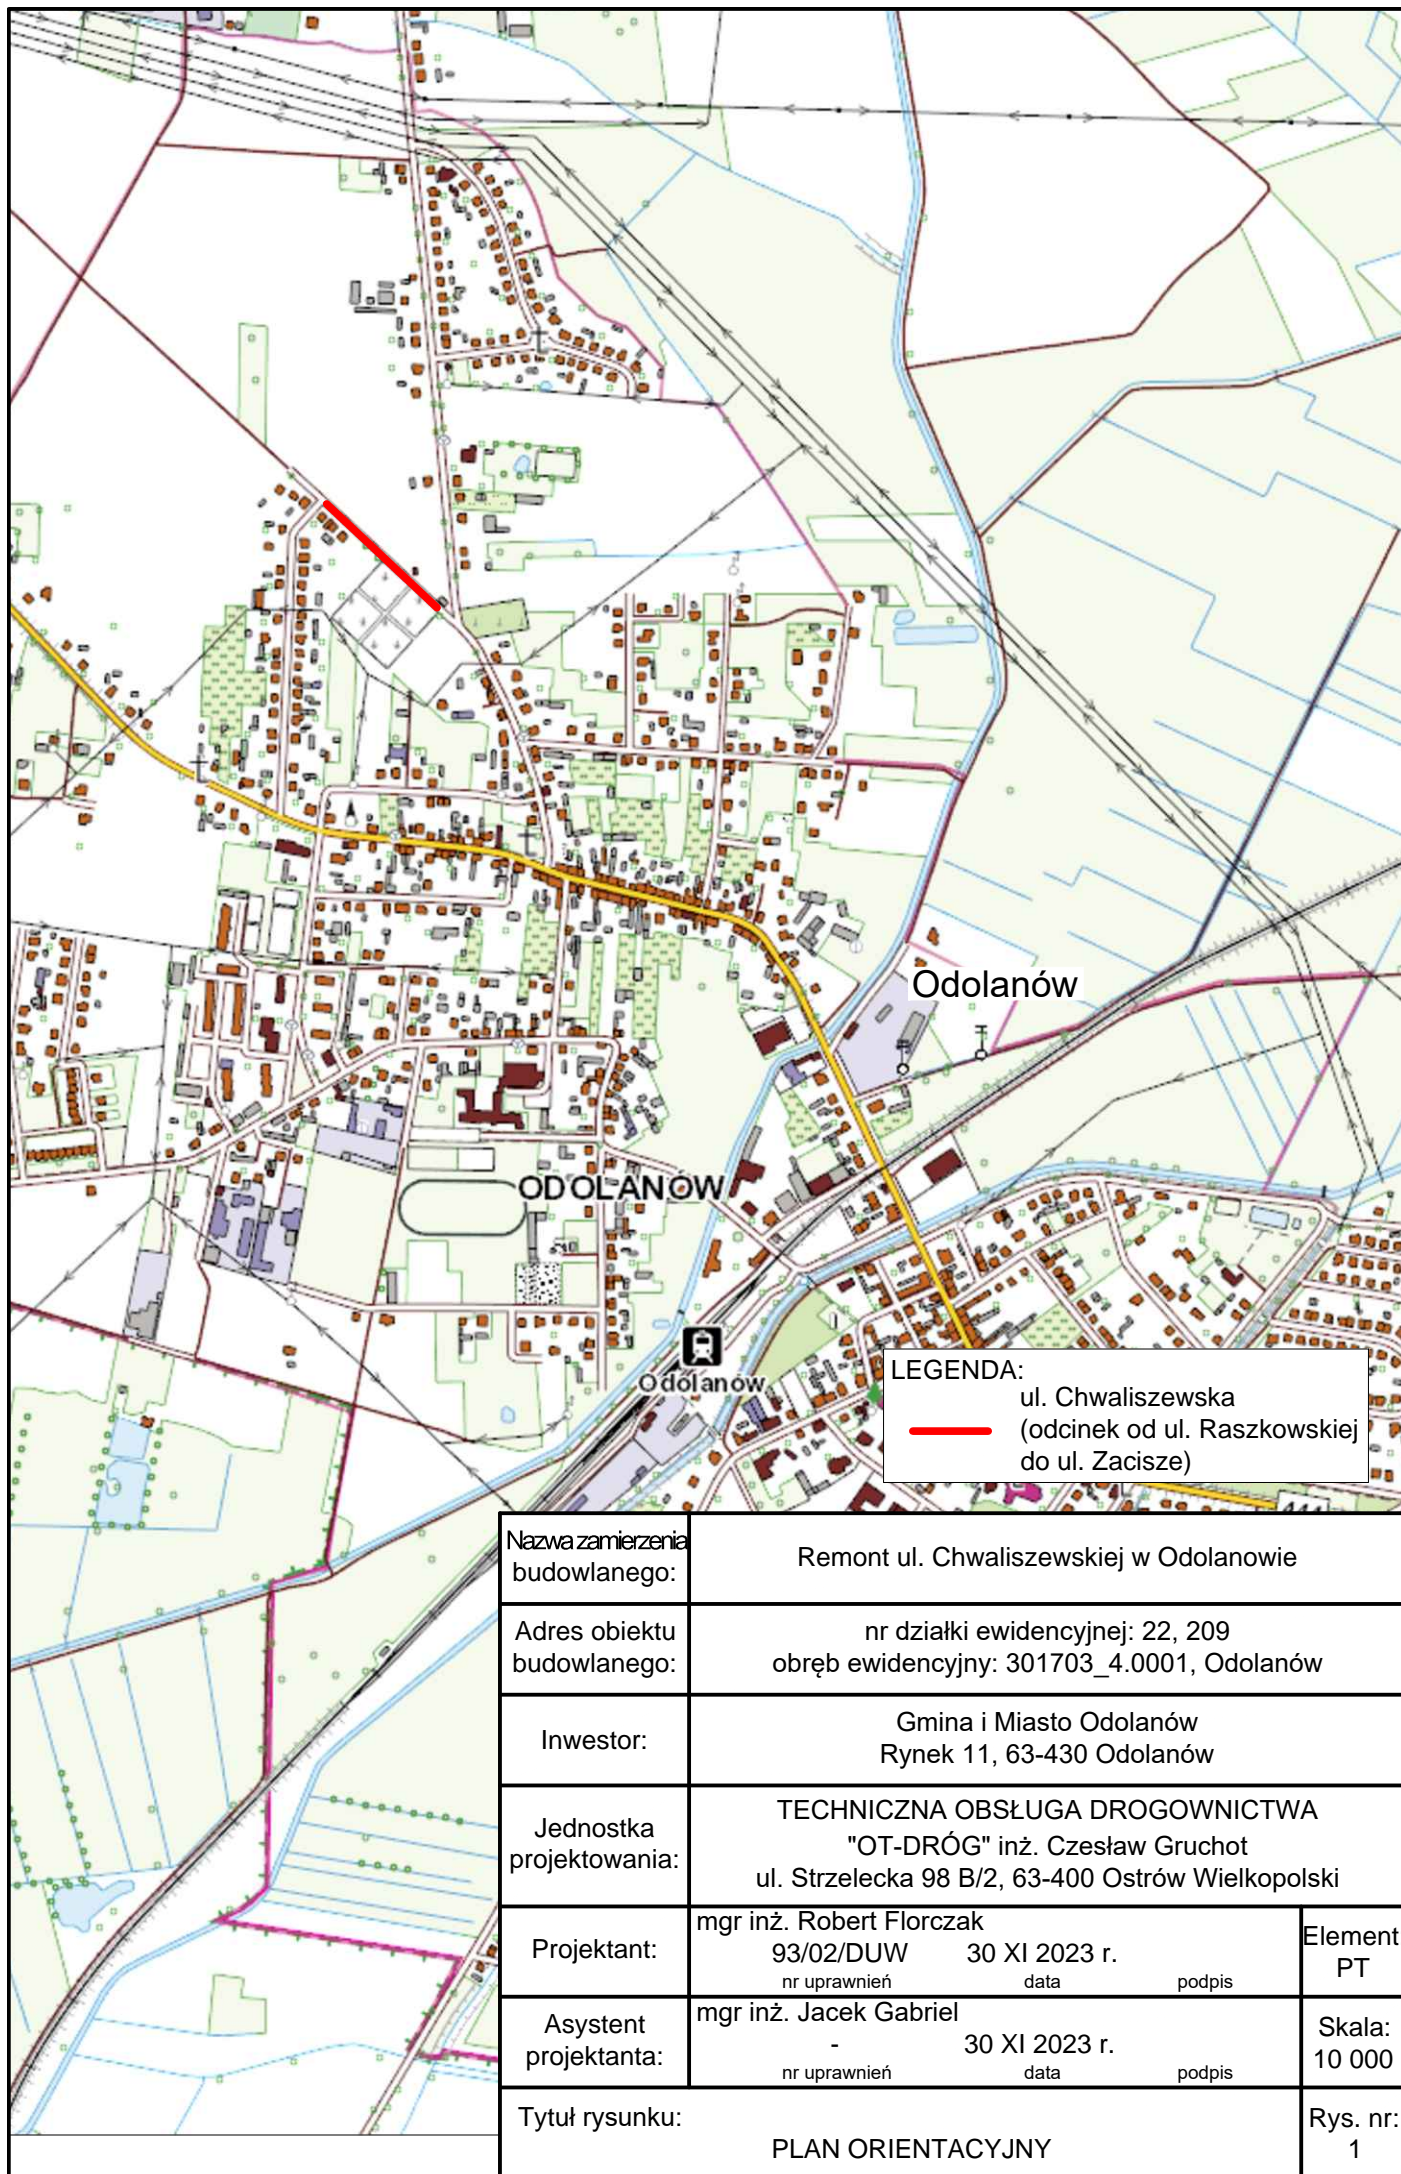 Odolanów
ODOLANÓW
Odolanów
LEGENDA:
ul. Chwaliszewska
(odcinek od ul. Raszkowskiej
do ul. Zacisze)
Nazwa zamierzenia
budowlanego:
Remont ul. Chwaliszewskiej w Odolanowie
Adres obiektu
budowlanego:
nr działki ewidencyjnej: 22, 209
obręb ewidencyjny: 301703_4.0001, Odolanów
Inwestor:
Gmina i Miasto Odolanów
Rynek 11, 63-430 Odolanów
Jednostka
projektowania:
TECHNICZNA OBSŁUGA DROGOWNICTWA
"OT-DRÓG" inż. Czesław Gruchot
ul. Strzelecka 98 B/2, 63-400 Ostrów Wielkopolski
Projektant:
mgr inż. Robert Florczak
93/02/DUW 30 XI 2023 r.
nr uprawnień data podpis
Element
PT
Asystent
projektanta:
mgr inż. Jacek Gabriel
- 30 XI 2023 r.
nr uprawnień data podpis
Skala:
10 000
Tytuł rysunku:
PLAN ORIENTACYJNY
Rys. nr:
1